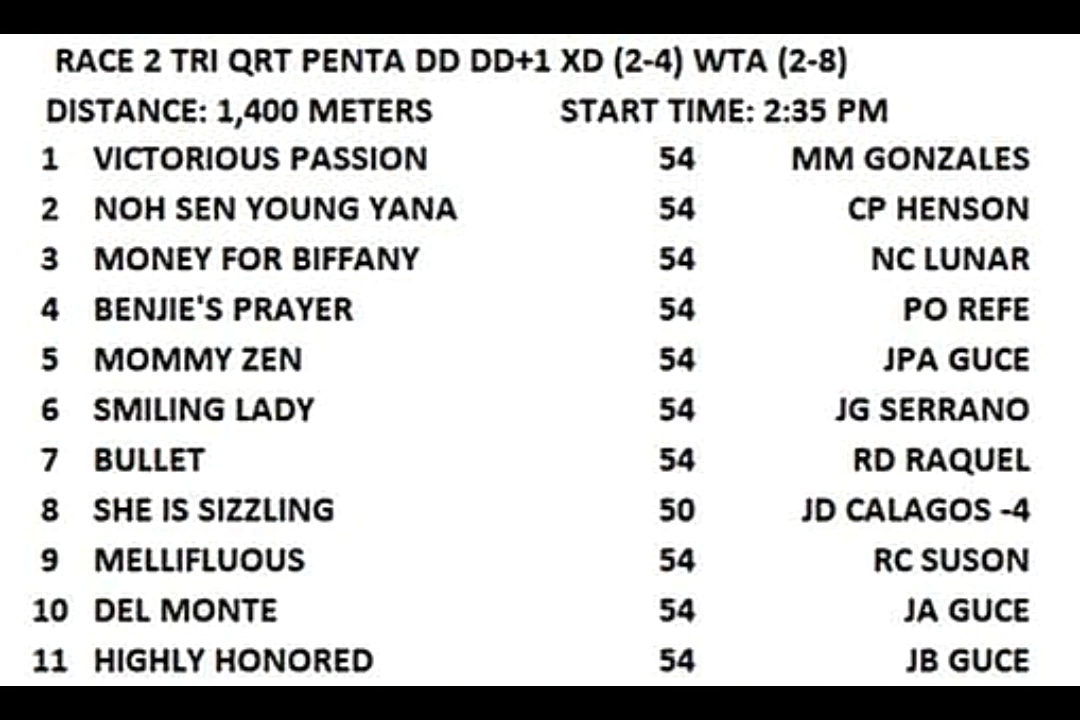 RACE 2 TRI QRT PENTA DD DD+1 XD (2-4) WTA (2-8)
DISTANCE: 1,400 METERS START TIME: 2:35 PM
1 VICTORIOUS PASSION 54 MM GONZALES
2 NOH SEN YOUNG YANA 54 CP HENSON
3 MONEY FOR BIFFANY 54 NC LUNAR
4 BENJIE'S PRAYER 54 PO REFE
5 MOMMY ZEN 54 JPA GUCE
6 SMILING LADY 54 JG SERRANO
7 BULLET 54 RD RAQUEL
8 SHE IS SIZZLING 50 JD CALAGOS -4
9 MELLIFLUOUS 54 RC SUSON
10 DEL MONTE 54 JA GUCE
11 HIGHLY HONORED 54 JB GUCE